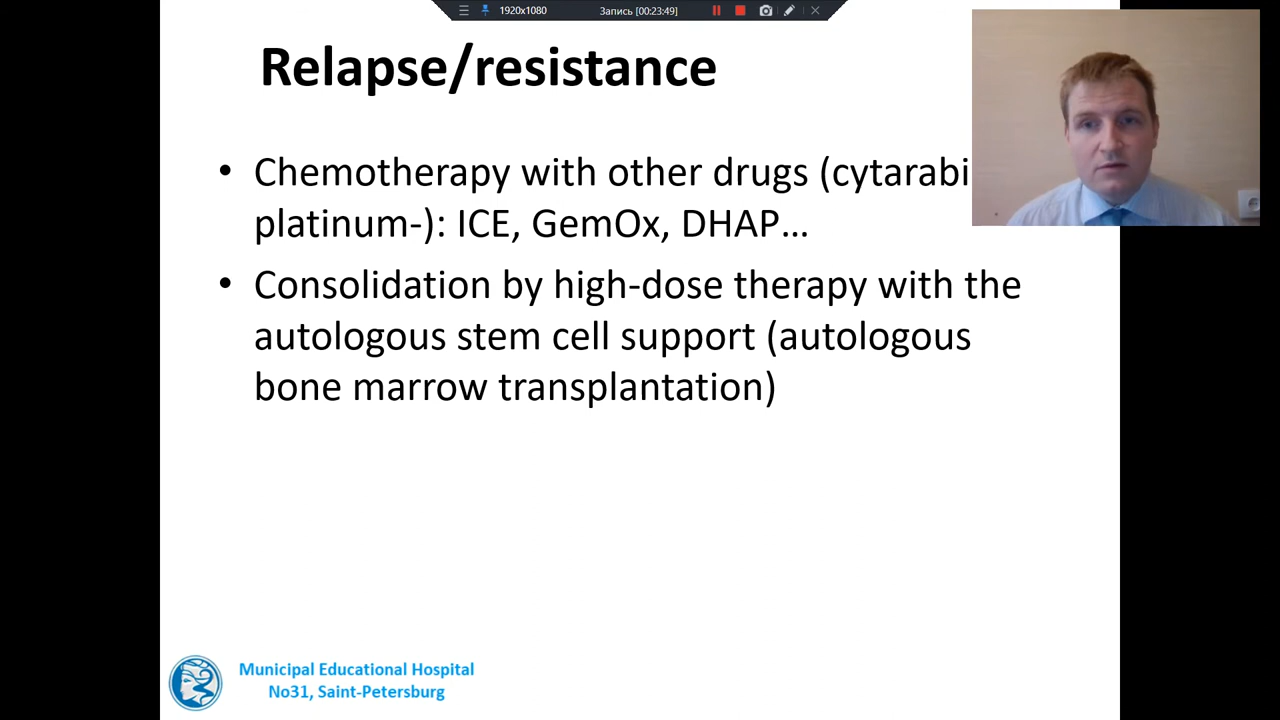 1920x1080 Запись [00:23:49]
Relapse/resistance
• Chemotherapy with other drugs (cytarabi
platinum-): ICE, GemOx, DHAP…
• Consolidation by high-dose therapy with the
autologous stem cell support (autologous
bone marrow transplantation)
Municipal Educational Hospital
No31, Saint-Petersburg